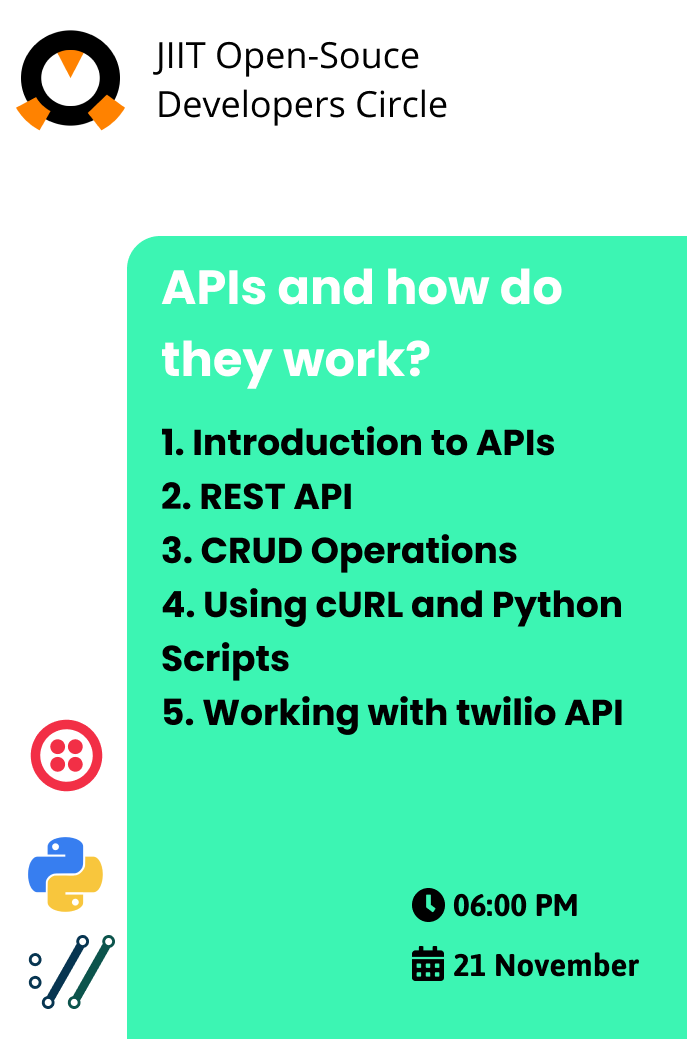 JIIT Open-Souce
Developers Circle
APIs and how do
they work?
1. Introduction to APIs
2. REST API
3. CRUD Operations
4. Using cURL and Python
Scripts
5. Working with twilio API
06:00 PM
21 November